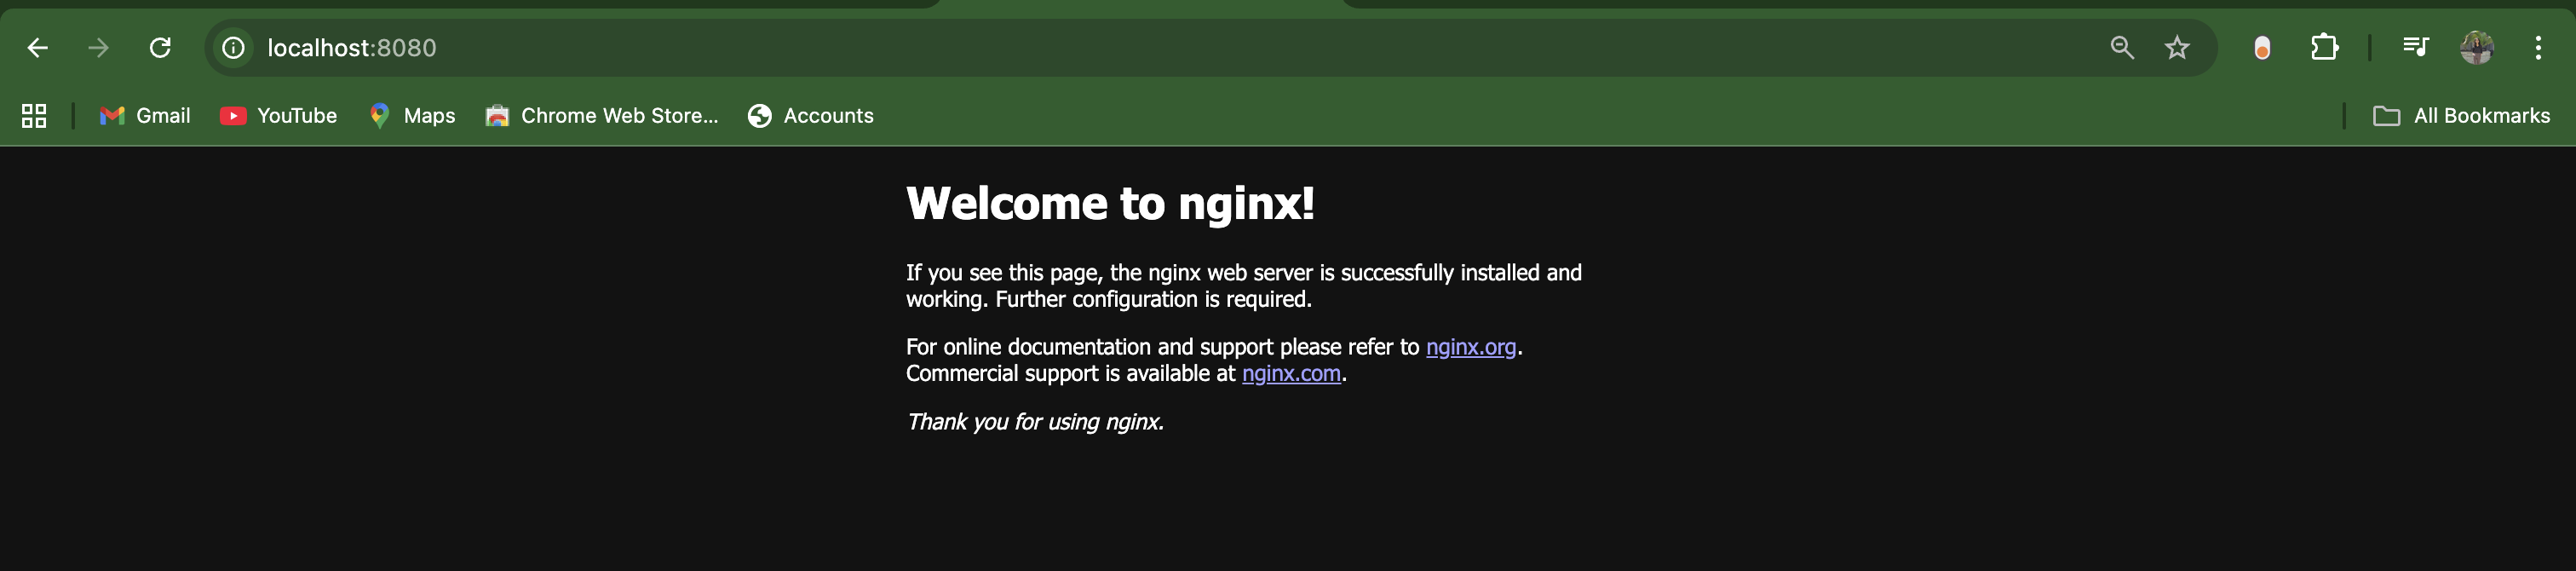 localhost:8080
Gmail YouTube Maps Chrome Web Store... Accounts All Bookmarks
Welcome to nginx!
If you see this page, the nginx web server is successfully installed and
working. Further configuration is required.
For online documentation and support please refer to nginx.org.
Commercial support is available at nginx.com.
Thank you for using nginx.